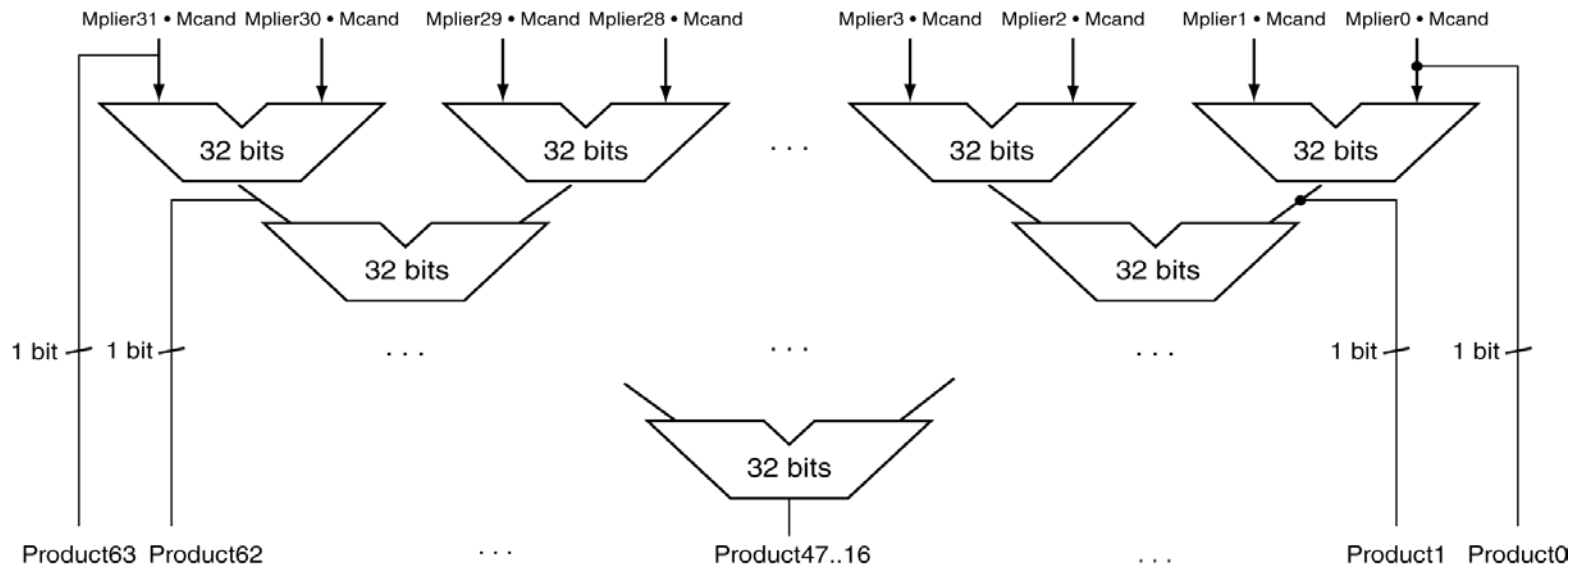 Mplier31 • Mcand Mplier30 • Mcand Mplier29 • Mcand Mplier28 • Mcand Mplier3 • Mcand Mplier2 • Mcand Mplier1 • Mcand Mplier0 • Mcand
32 bits 32 bits . . . 32 bits 32 bits
32 bits 32 bits
1 bit 1 bit . . . . . . . . . 1 bit 1 bit
32 bits
Product63 Product62 . . . Product47..16 . . . Product1 Product0